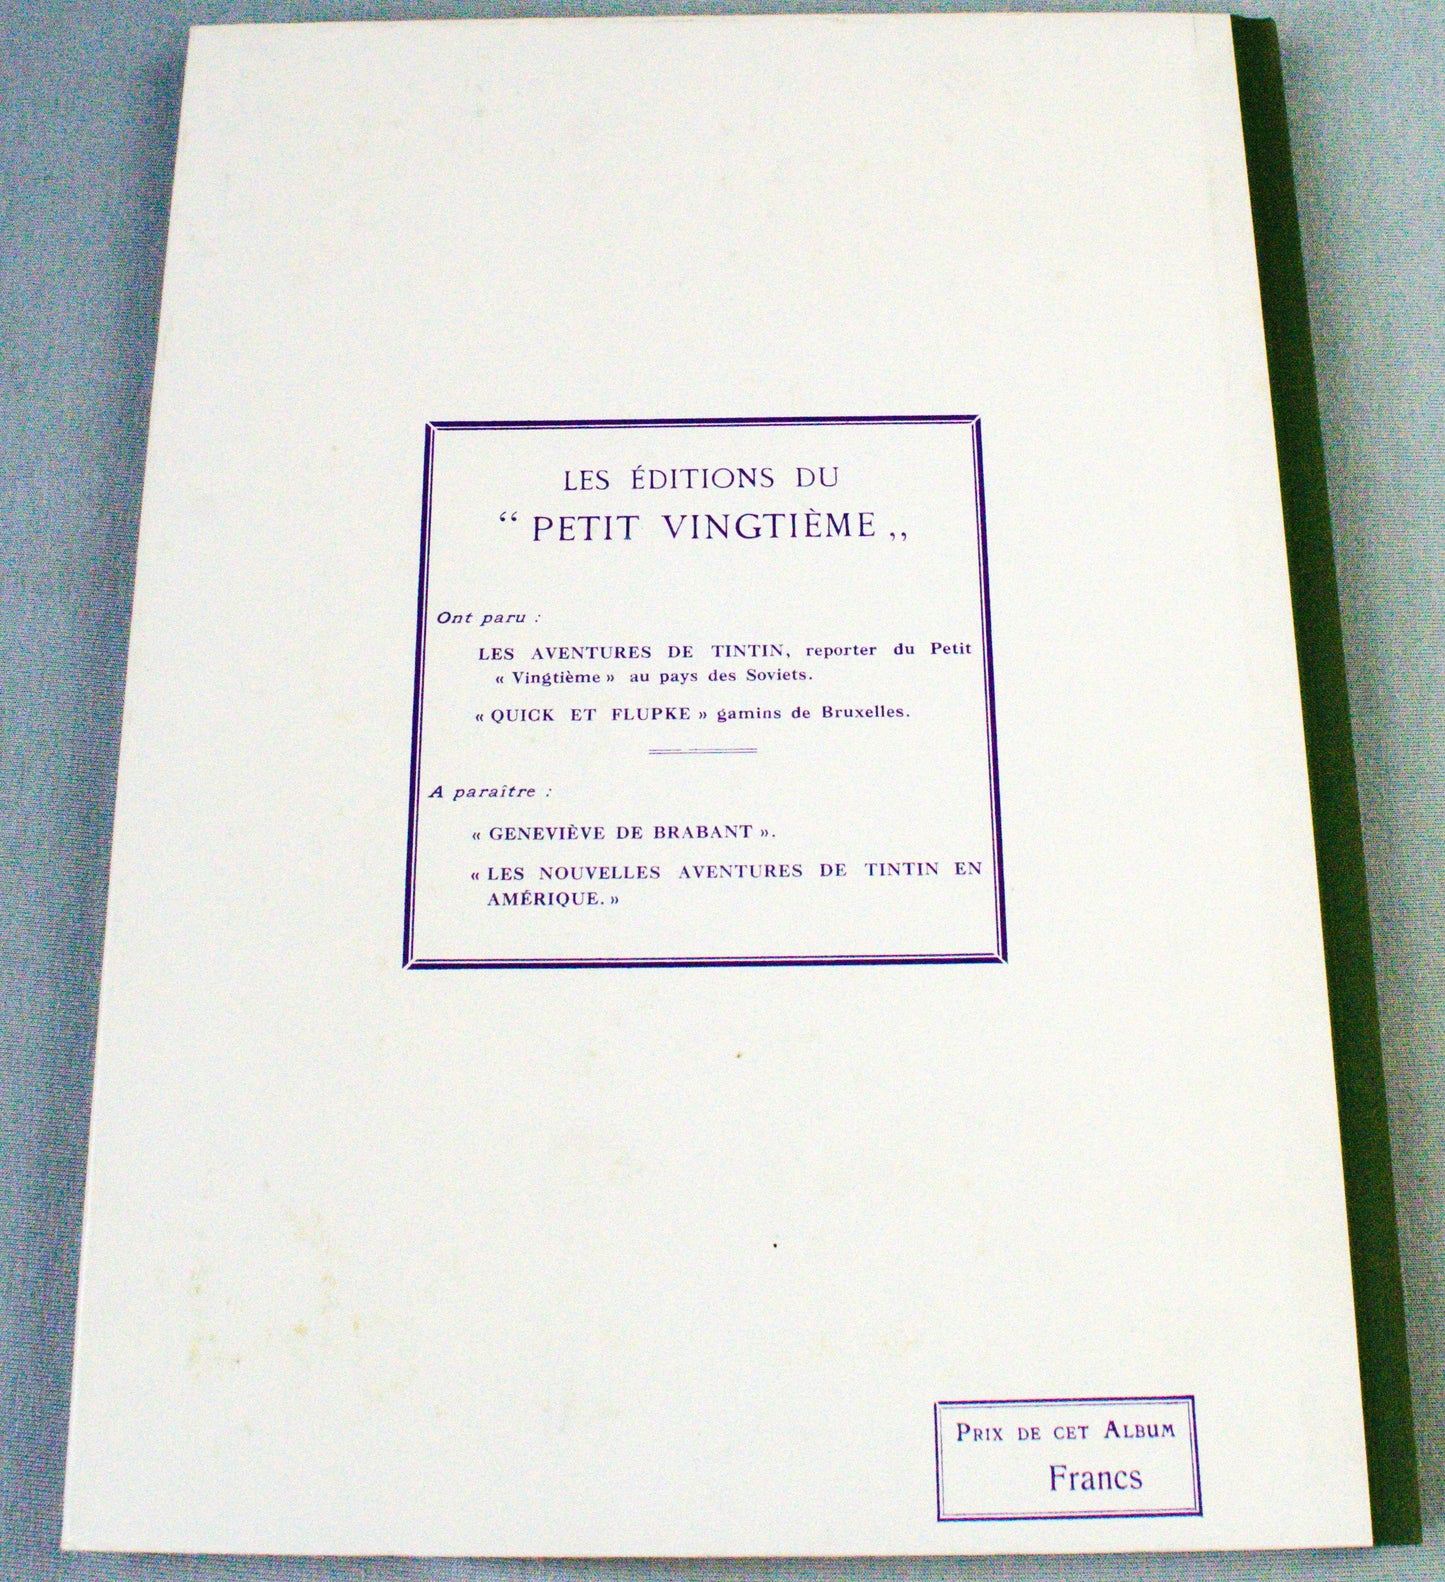 LES ÉDITIONS DU
“ PETIT VINGTIÈME „
Ont paru :
LES AVENTURES DE TINTIN, reporter du Petit
« Vingtième » au pays des Soviets.
« QUICK ET FLUPKE » gamins de Bruxelles.
A paraître :
« GENEVIÈVE DE BRABANT ».
« LES NOUVELLES AVENTURES DE TINTIN EN
AMÉRIQUE. »
PRIX DE CET ALBUM
Francs